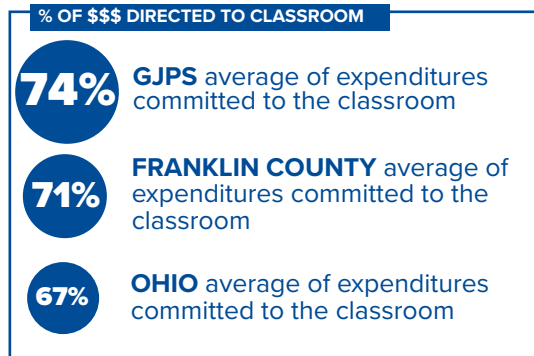 % OF $$$ DIRECTED TO CLASSROOM
74%
GJPS average of expenditures
committed to the classroom
71%
FRANKLIN COUNTY average of
expenditures committed to the
classroom
67%
OHIO average of expenditures
committed to the classroom